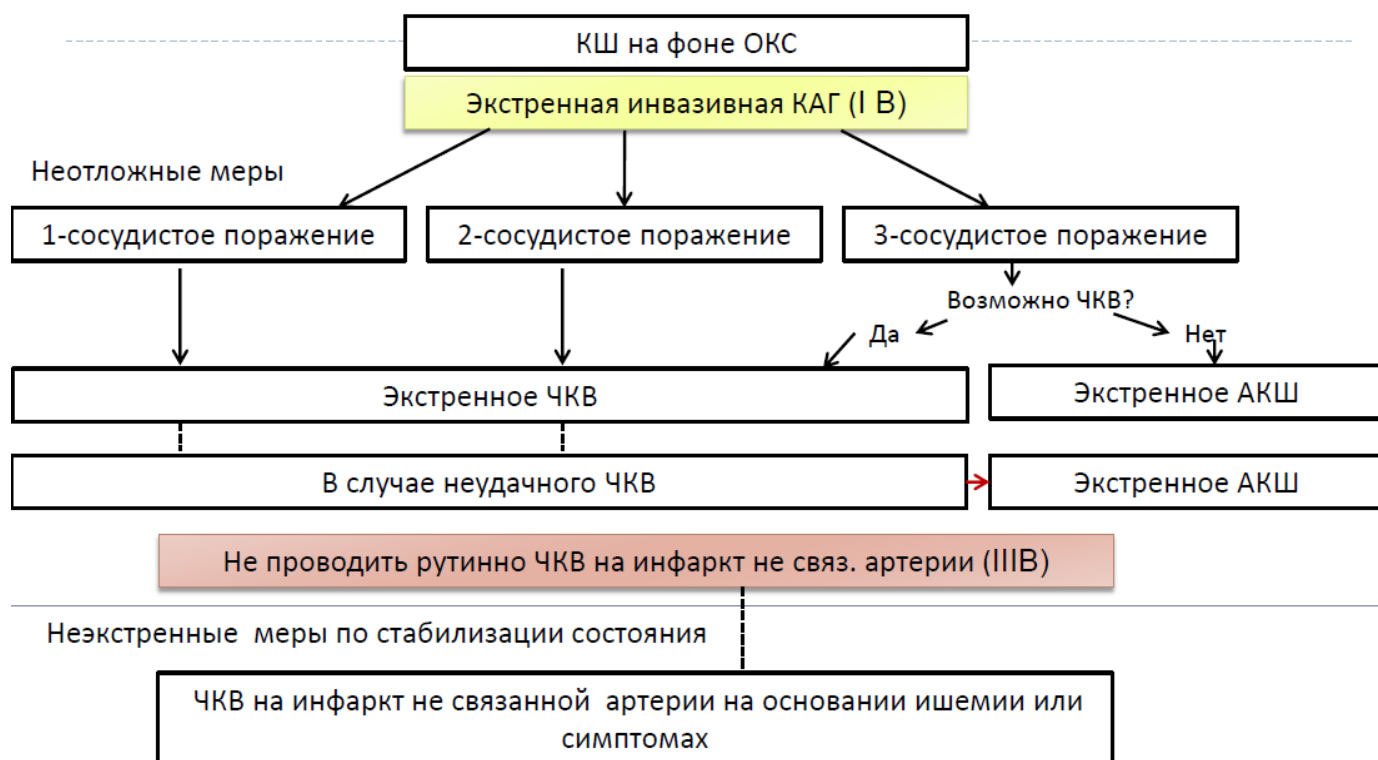 КШ на фоне ОКС
Экстренная инвазивная КАГ (I B)
Неотложные меры
1-сосудистое поражение
2-сосудистое поражение
3-сосудистое поражение
Возможно ЧКВ?
Да
Нет
Экстренное ЧКВ
Экстренное АКШ
В случае неудачного ЧКВ
Экстренное АКШ
Не проводить рутинно ЧКВ на инфаркт не связ. артерии (IIIB)
Неэкстренные меры по стабилизации состояния
ЧКВ на инфаркт не связанной артерии на основании ишемии или
симптомах